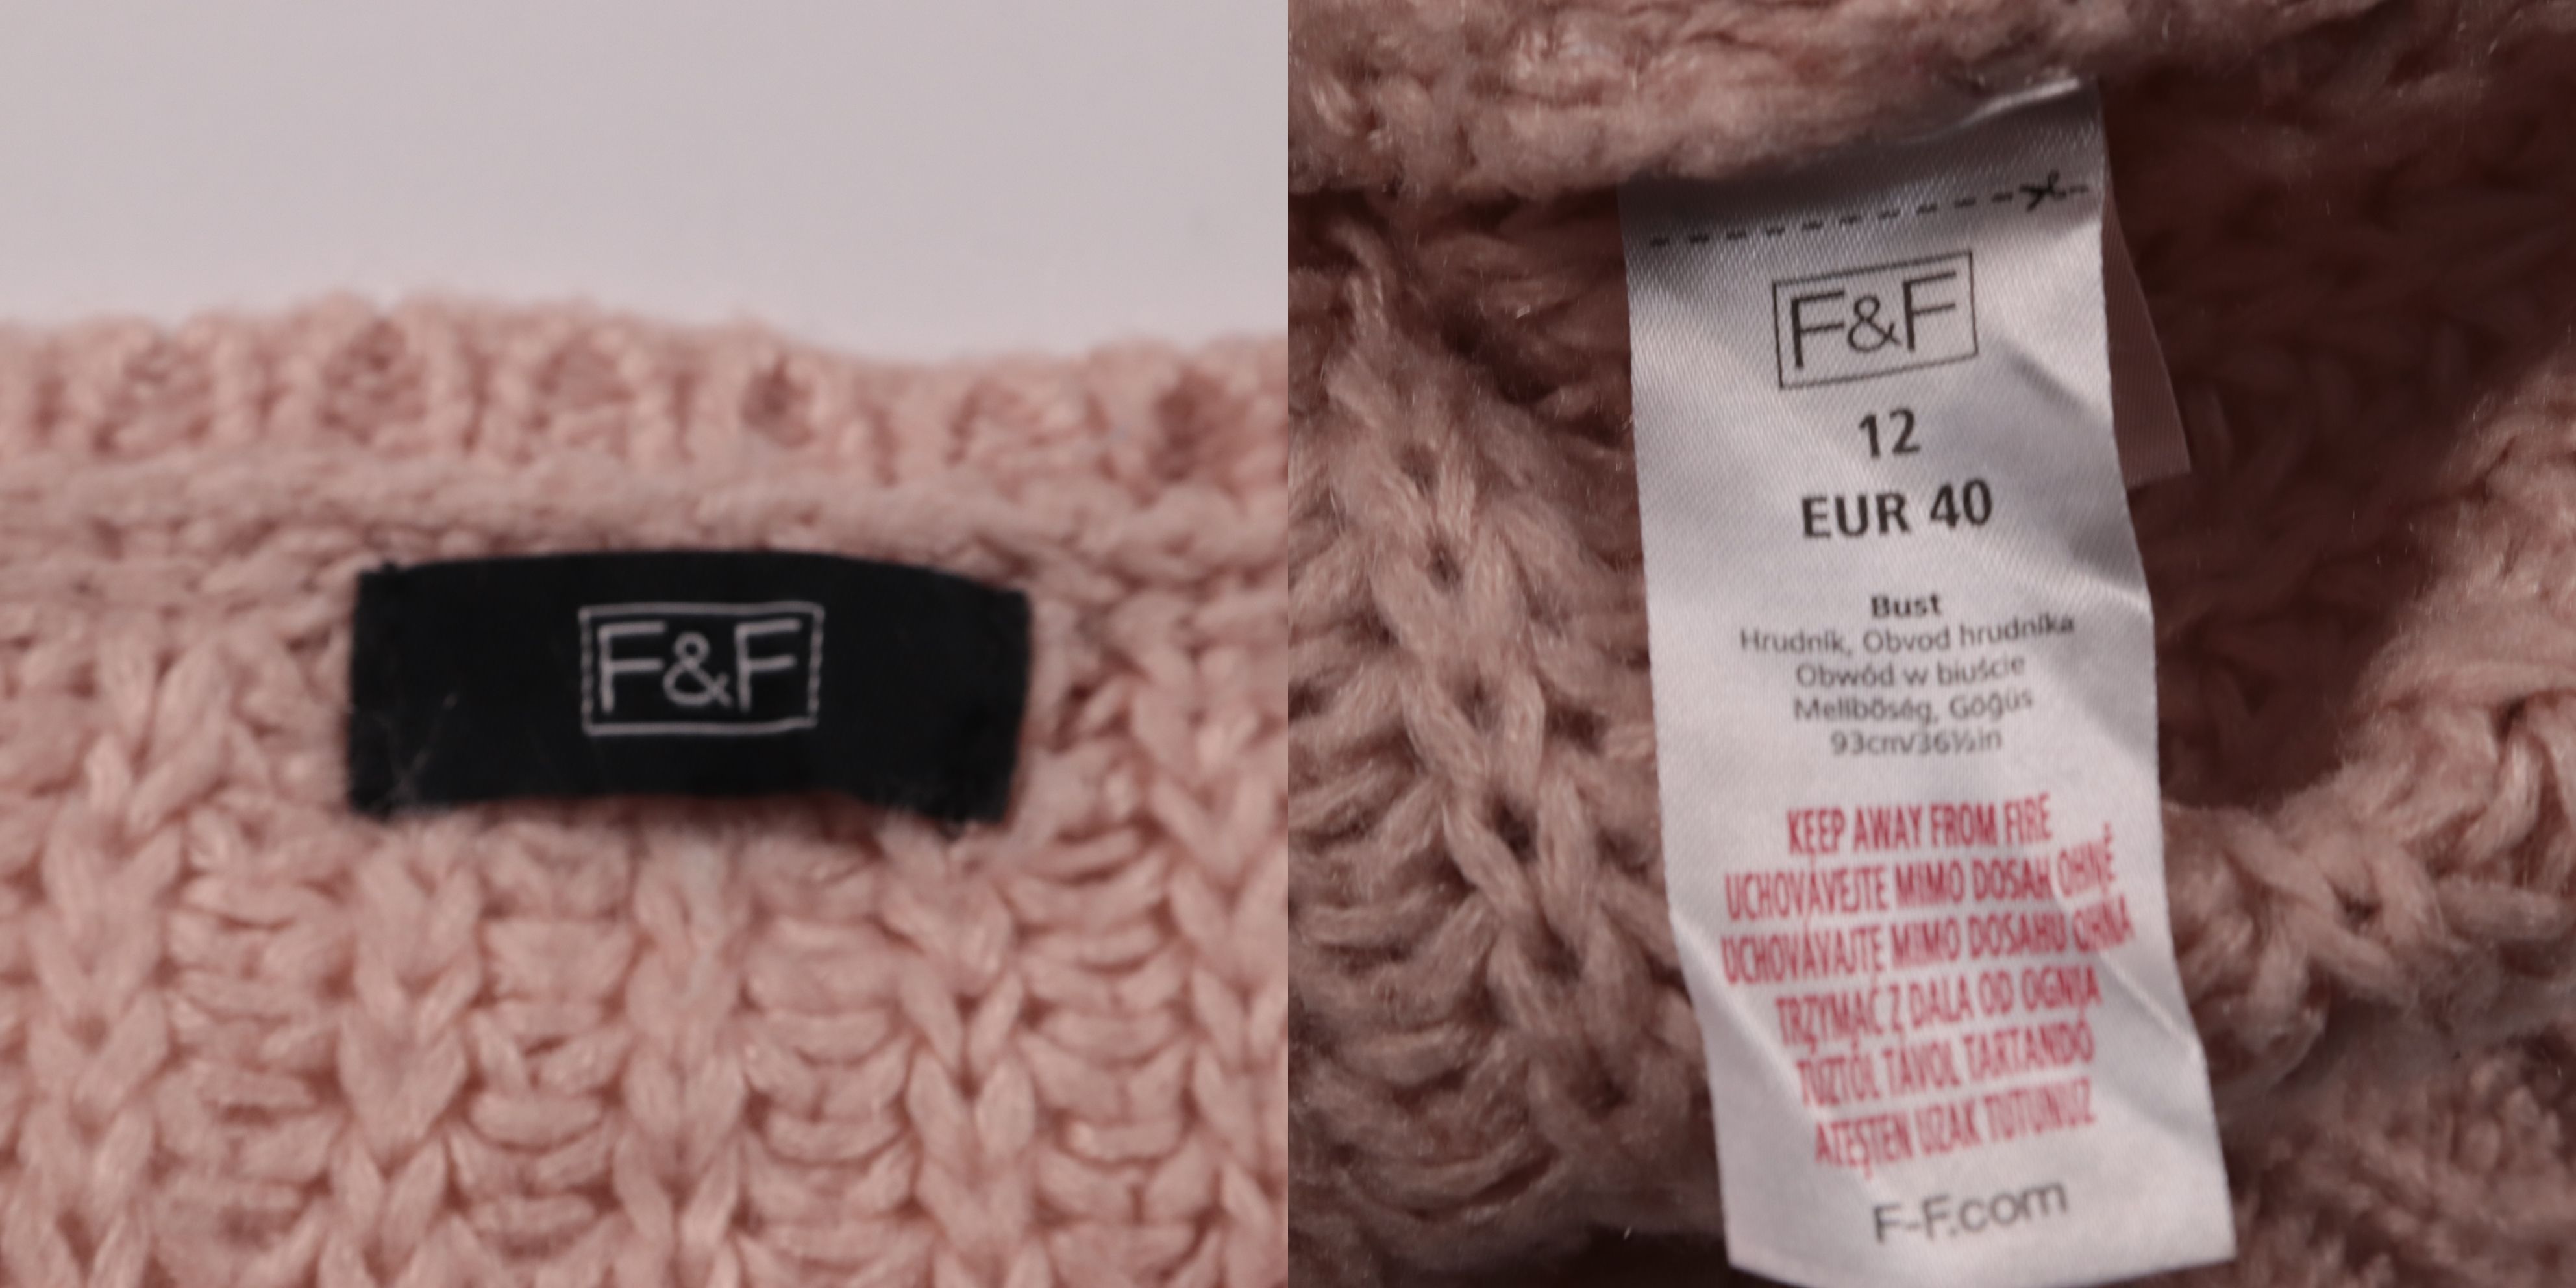 F&F
F&F
12
EUR 40
Bust
Hrudník, Obvod hrudníka
Obwód w biuście
Mellbőség, Göğüs
93cm/36½in
KEEP AWAY FROM FIRE
UCHOVÁVEJTE MIMO DOSAH OHNĚ
UCHOVÁVAJTE MIMO DOSAHU OHŇA
TRZYMAĆ Z DALA OD OGNIA
TŰZTŐL TÁVOL TARTANDÓ
ATEŞTEN UZAK TUTUNUZ
F-F.com